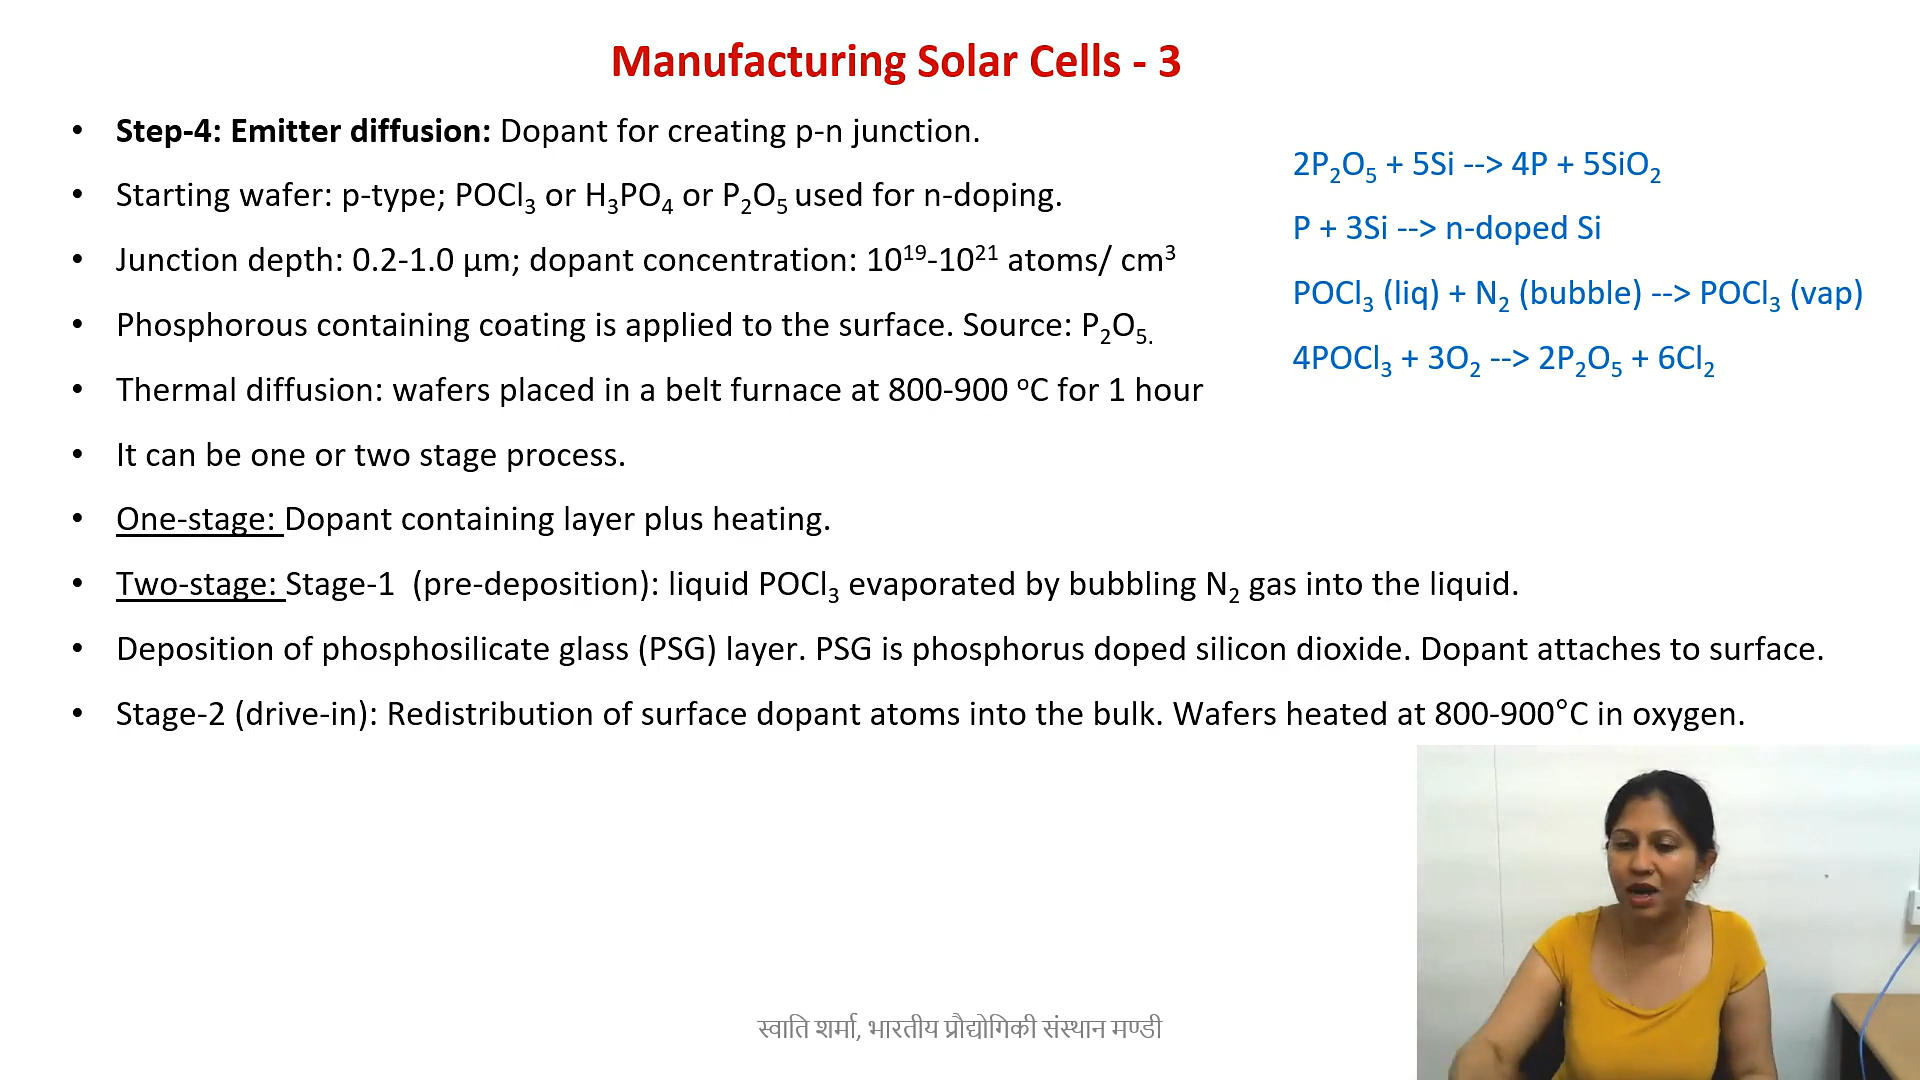 Manufacturing Solar Cells - 3
• Step-4: Emitter diffusion: Dopant for creating p-n junction.
• Starting wafer: p-type; POCl₃ or H₃PO₄ or P₂O₅ used for n-doping.
• Junction depth: 0.2-1.0 µm; dopant concentration: 10¹⁹-10²¹ atoms/ cm³
• Phosphorous containing coating is applied to the surface. Source: P₂O₅.
• Thermal diffusion: wafers placed in a belt furnace at 800-900 ᵒC for 1 hour
• It can be one or two stage process.
• One-stage: Dopant containing layer plus heating.
• Two-stage: Stage-1 (pre-deposition): liquid POCl₃ evaporated by bubbling N₂ gas into the liquid.
• Deposition of phosphosilicate glass (PSG) layer. PSG is phosphorus doped silicon dioxide. Dopant attaches to surface.
• Stage-2 (drive-in): Redistribution of surface dopant atoms into the bulk. Wafers heated at 800-900°C in oxygen.
2P₂O₅ + 5Si --> 4P + 5SiO₂
P + 3Si --> n-doped Si
POCl₃ (liq) + N₂ (bubble) --> POCl₃ (vap)
4POCl₃ + 3O₂ --> 2P₂O₅ + 6Cl₂
स्वाति शर्मा, भारतीय प्रौद्योगिकी संस्थान मण्डी